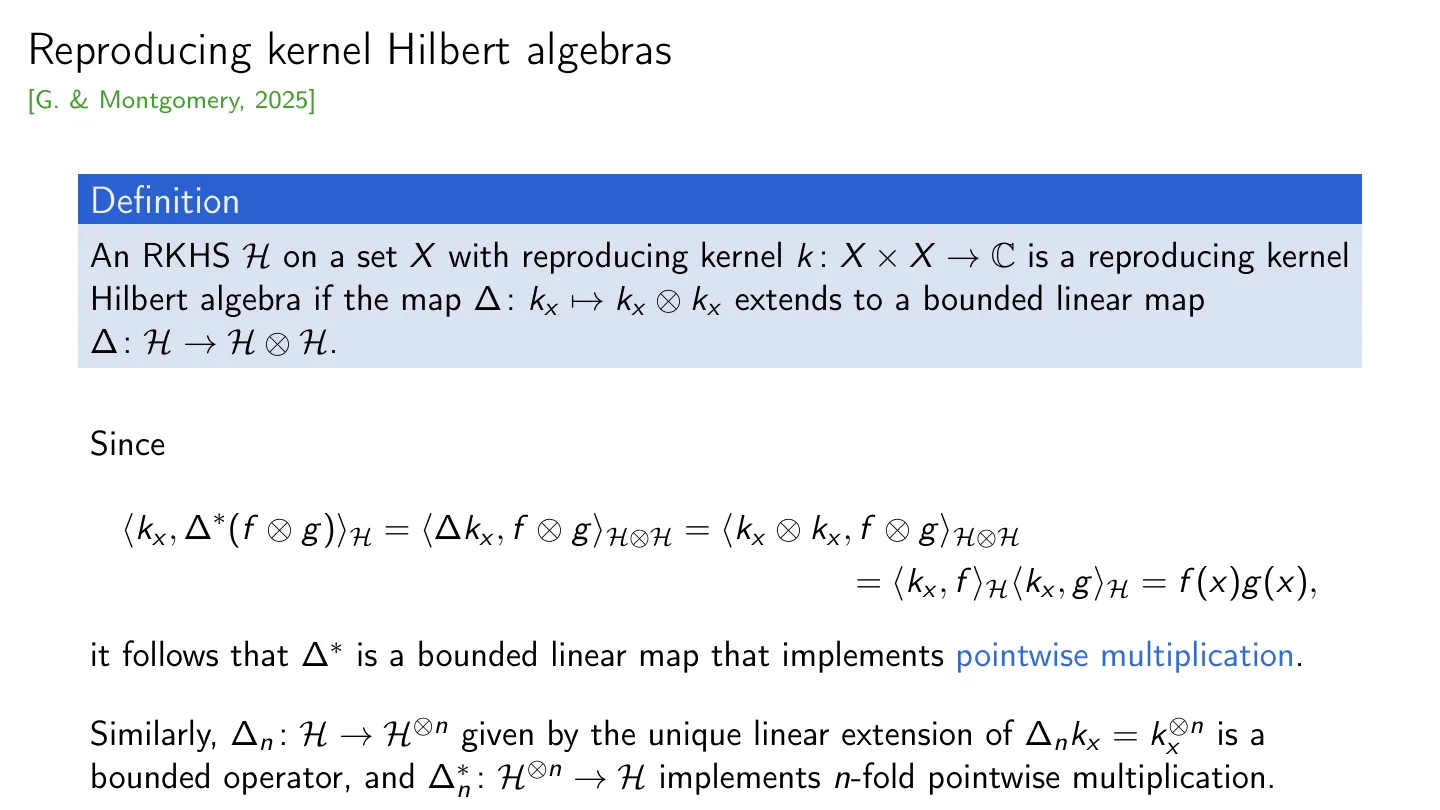 Reproducing kernel Hilbert algebras
[G. & Montgomery, 2025]
Definition
An RKHS ℋ on a set X with reproducing kernel k: X × X → ℂ is a reproducing kernel
Hilbert algebra if the map Δ: kₓ ↦ kₓ ⊗ kₓ extends to a bounded linear map
Δ: ℋ → ℋ ⊗ ℋ.
Since
⟨kₓ, Δ*(f ⊗ g)⟩_ℋ = ⟨Δkₓ, f ⊗ g⟩_{ℋ⊗ℋ} = ⟨kₓ ⊗ kₓ, f ⊗ g⟩_{ℋ⊗ℋ}
= ⟨kₓ, f⟩_ℋ⟨kₓ, g⟩_ℋ = f(x)g(x),
it follows that Δ* is a bounded linear map that implements pointwise multiplication.
Similarly, Δₙ: ℋ → ℋ^{⊗n} given by the unique linear extension of Δₙkₓ = kₓ^{⊗n} is a
bounded operator, and Δₙ*: ℋ^{⊗n} → ℋ implements n-fold pointwise multiplication.